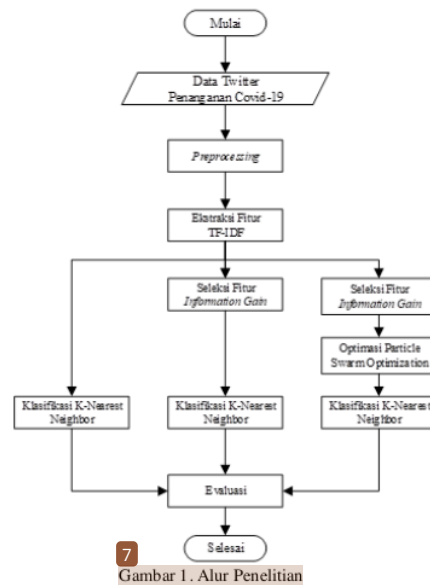 Mulai
Data Twitter
Penanganan Covid-19
Preprocessing
Ekstraksi Fitur
TF-IDF
Seleksi Fitur
Information Gain
Seleksi Fitur
Information Gain
Optimasi Particle
Swarm Optimization
Klasifikasi K-Nearest
Neighbor
Klasifikasi K-Nearest
Neighbor
Klasifikasi K-Nearest
Neighbor
Evaluasi
Selesai
7
Gambar 1. Alur Penelitian